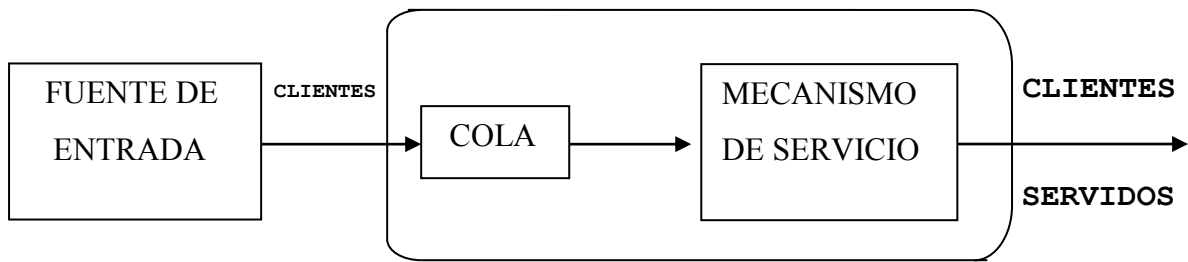 FUENTE DE
ENTRADA
CLIENTES
COLA
MECANISMO
DE SERVICIO
CLIENTES
SERVIDOS